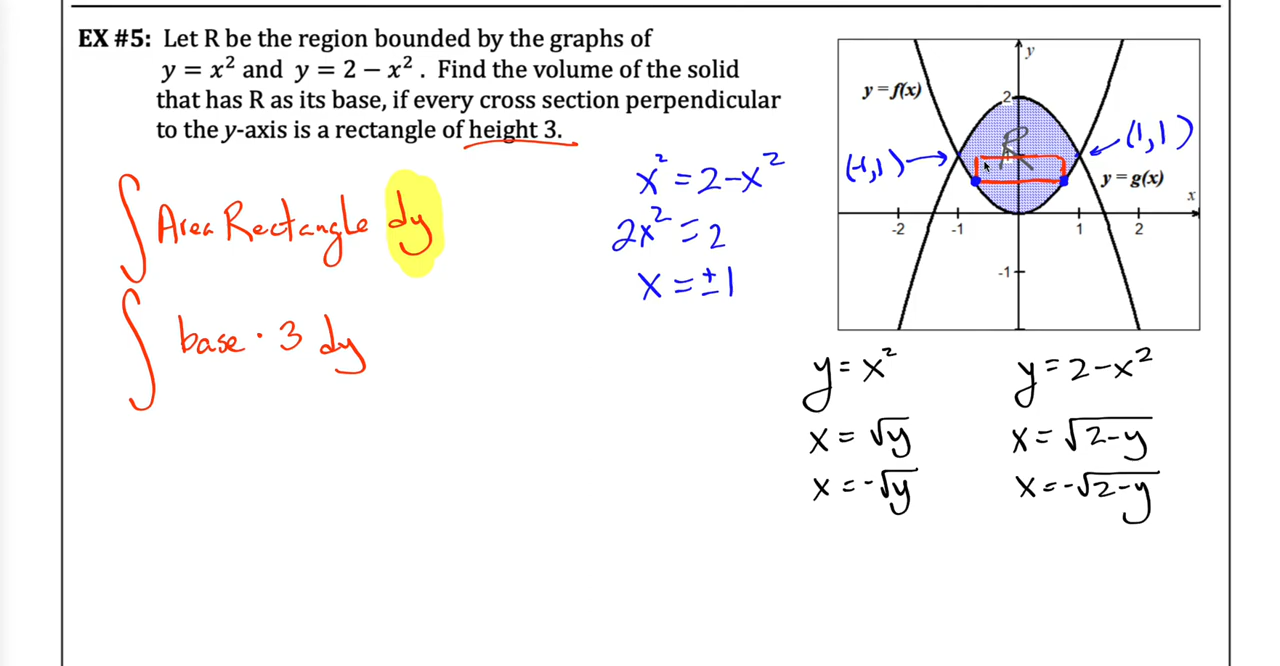 EX #5: Let R be the region bounded by the graphs of
y = x² and y = 2 − x² . Find the volume of the solid
that has R as its base, if every cross section perpendicular
to the y-axis is a rectangle of height 3.
∫ Area Rectangle dy
∫ base · 3 dy
x² = 2-x²
2x² = 2
x = ±1
y
y = f(x)
2
R
1
(-1,1)
(1,1)
y = g(x)
x
-2 -1 1 2
-1
y = x²
x = √y
x = -√y
y = 2-x²
x = √2-y
x = -√2-y